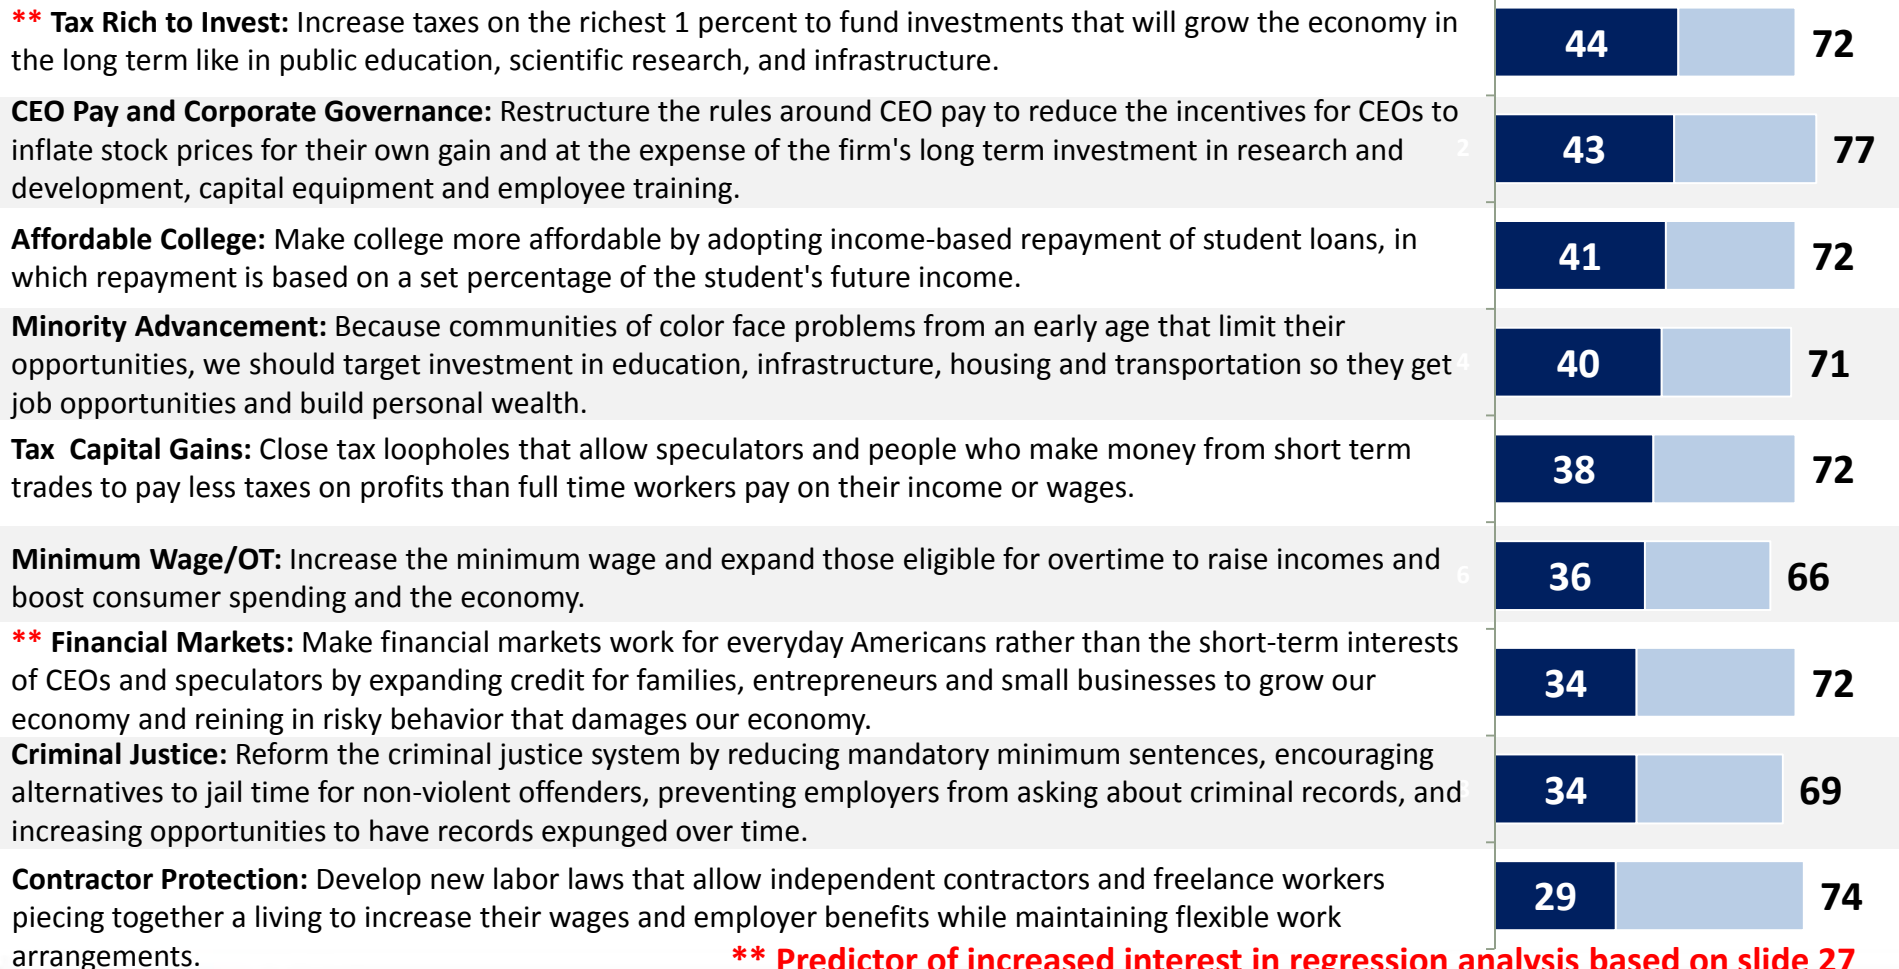 ** Tax Rich to Invest: Increase taxes on the richest 1 percent to fund investments that will grow the economy in
the long term like in public education, scientific research, and infrastructure.
44 72
CEO Pay and Corporate Governance: Restructure the rules around CEO pay to reduce the incentives for CEOs to
inflate stock prices for their own gain and at the expense of the firm's long term investment in research and
development, capital equipment and employee training.
2
43 77
Affordable College: Make college more affordable by adopting income-based repayment of student loans, in
which repayment is based on a set percentage of the student's future income.
41 72
Minority Advancement: Because communities of color face problems from an early age that limit their
opportunities, we should target investment in education, infrastructure, housing and transportation so they get
job opportunities and build personal wealth.
4
40 71
Tax Capital Gains: Close tax loopholes that allow speculators and people who make money from short term
trades to pay less taxes on profits than full time workers pay on their income or wages.
38 72
Minimum Wage/OT: Increase the minimum wage and expand those eligible for overtime to raise incomes and
boost consumer spending and the economy.
6
36 66
** Financial Markets: Make financial markets work for everyday Americans rather than the short-term interests
of CEOs and speculators by expanding credit for families, entrepreneurs and small businesses to grow our
economy and reining in risky behavior that damages our economy.
34 72
Criminal Justice: Reform the criminal justice system by reducing mandatory minimum sentences, encouraging
alternatives to jail time for non-violent offenders, preventing employers from asking about criminal records, and
increasing opportunities to have records expunged over time.
34 69
Contractor Protection: Develop new labor laws that allow independent contractors and freelance workers
piecing together a living to increase their wages and employer benefits while maintaining flexible work
arrangements.
29 74
** Predictor of increased interest in regression analysis based on slide 27